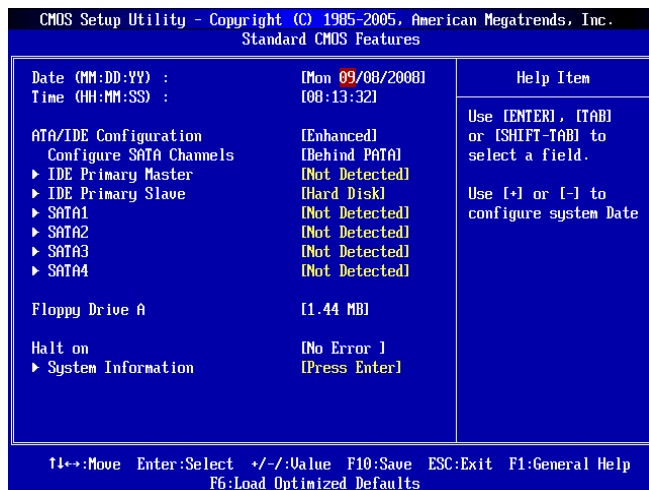 CMOS Setup Utility - Copyright (C) 1985-2005, American Megatrends, Inc.
Standard CMOS Features
Date (MM:DD:YY) : [Mon 09/08/2008]
Time (HH:MM:SS) : [08:13:32]
ATA/IDE Configuration [Enhanced]
Configure SATA Channels [Behind PATA]
▶ IDE Primary Master [Not Detected]
▶ IDE Primary Slave [Hard Disk]
▶ SATA1 [Not Detected]
▶ SATA2 [Not Detected]
▶ SATA3 [Not Detected]
▶ SATA4 [Not Detected]
Floppy Drive A [1.44 MB]
Halt on [No Error ]
▶ System Information [Press Enter]
Help Item
Use [ENTER], [TAB]
or [SHIFT-TAB] to
select a field.
Use [+] or [-] to
configure system Date
↑↓←→:Move Enter:Select +/-/:Value F10:Save ESC:Exit F1:General Help
F6:Load Optimized Defaults